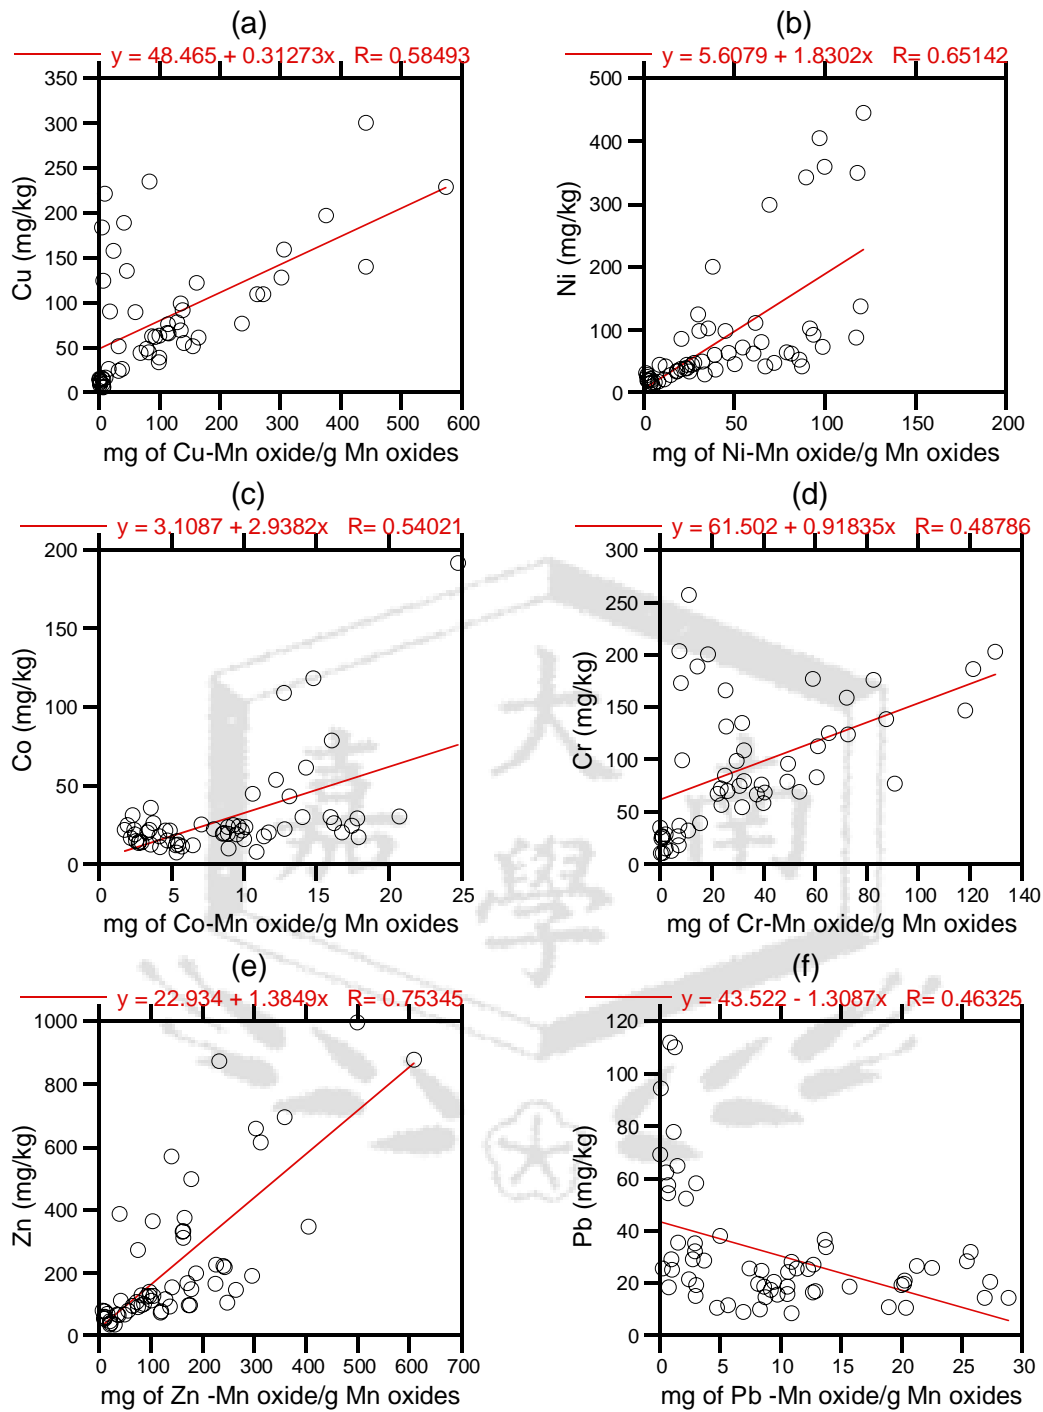 (a)
y = 48.465 + 0.31273x R= 0.58493
350
300
250
200
150
100
50
0
Cu (mg/kg)
0 100 200 300 400 500 600
mg of Cu-Mn oxide/g Mn oxides
(b)
y = 5.6079 + 1.8302x R= 0.65142
500
400
300
200
100
0
Ni (mg/kg)
0 50 100 150 200
mg of Ni-Mn oxide/g Mn oxides
(c)
y = 3.1087 + 2.9382x R= 0.54021
200
150
100
50
0
Co (mg/kg)
0 5 10 15 20 25
mg of Co-Mn oxide/g Mn oxides
(d)
y = 61.502 + 0.91835x R= 0.48786
300
250
200
150
100
50
0
Cr (mg/kg)
0 20 40 60 80 100 120 140
mg of Cr-Mn oxide/g Mn oxides
(e)
y = 22.934 + 1.3849x R= 0.75345
1000
800
600
400
200
0
Zn (mg/kg)
0 100 200 300 400 500 600 700
mg of Zn -Mn oxide/g Mn oxides
(f)
y = 43.522 - 1.3087x R= 0.46325
120
100
80
60
40
20
0
Pb (mg/kg)
0 5 10 15 20 25 30
mg of Pb -Mn oxide/g Mn oxides
大
嘉 南
學